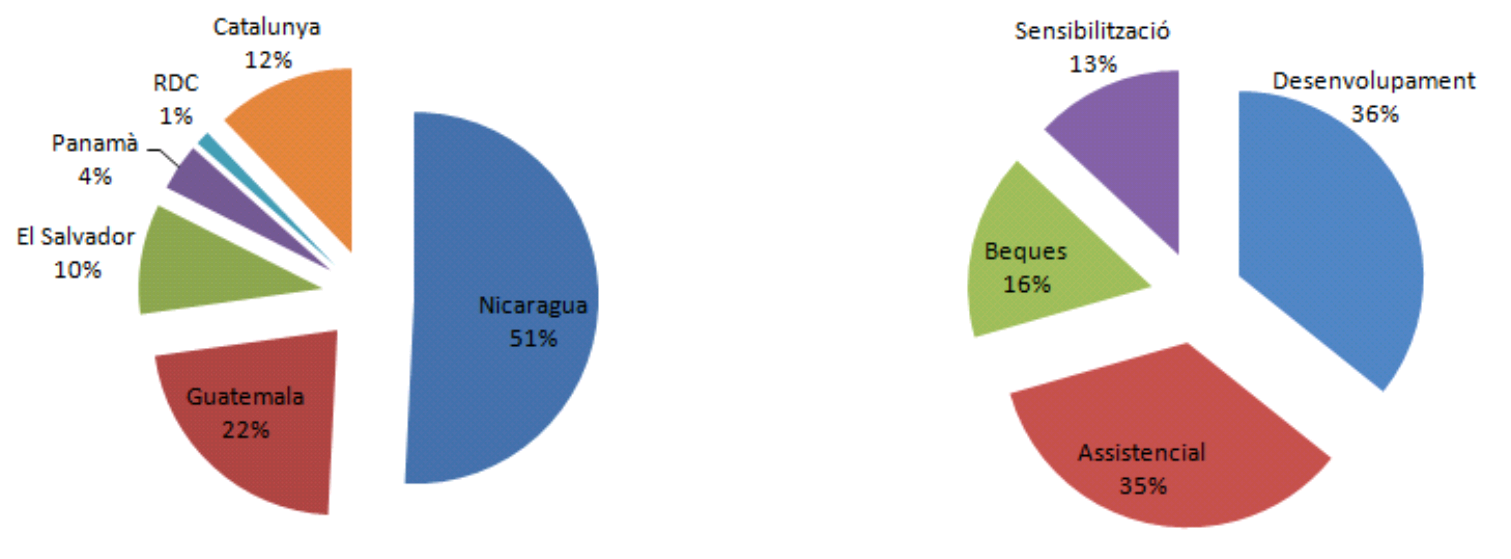 Catalunya
12%
RDC
1%
Panamà
4%
El Salvador
10%
Guatemala
22%
Nicaragua
51%
Sensibilització
13%
Desenvolupament
36%
Beques
16%
Assistencial
35%